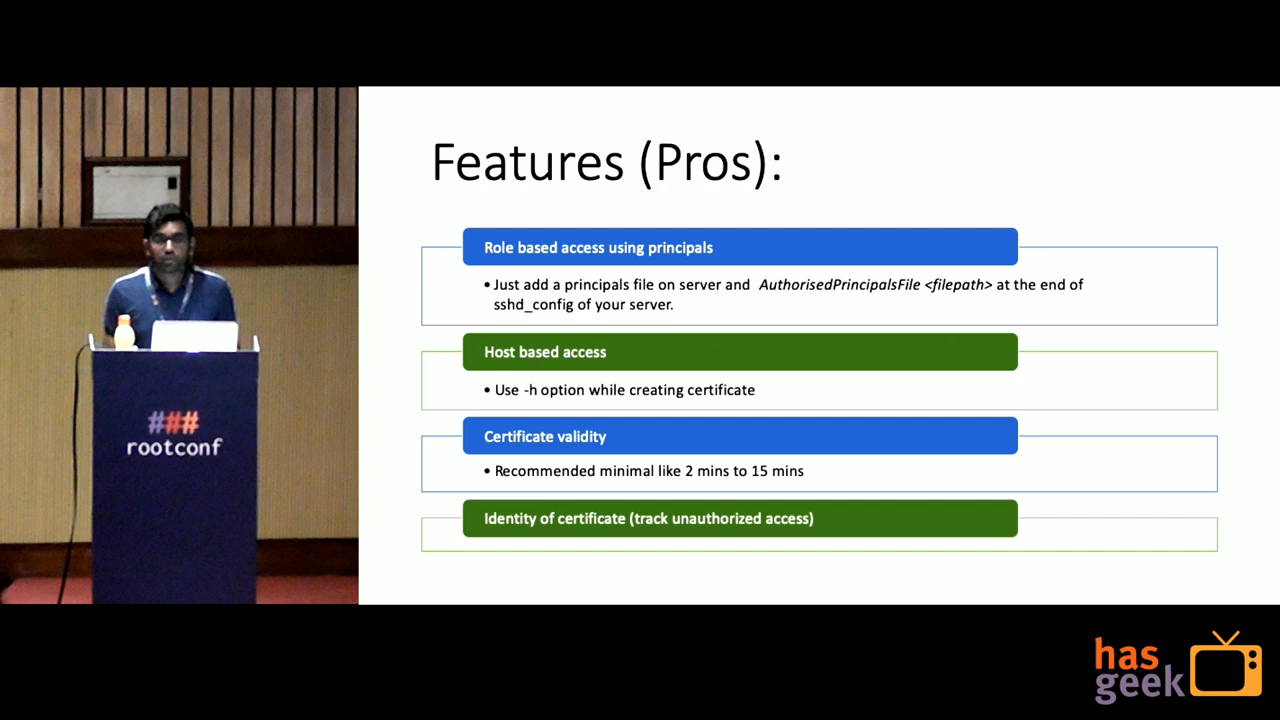 Features (Pros):
Role based access using principals
• Just add a principals file on server and AuthorisedPrincipalsFile <filepath> at the end of
sshd_config of your server.
Host based access
• Use -h option while creating certificate
Certificate validity
• Recommended minimal like 2 mins to 15 mins
Identity of certificate (track unauthorized access)
###
rootconf
has
geek